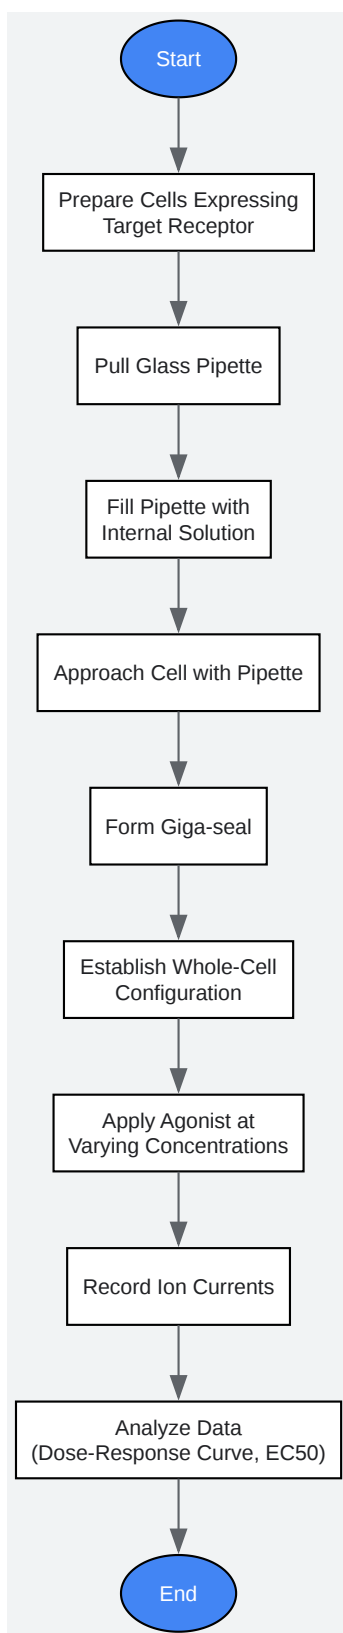 Start
Prepare Cells Expressing
Target Receptor
Pull Glass Pipette
Fill Pipette with
Internal Solution
Approach Cell with Pipette
Form Giga-seal
Establish Whole-Cell
Configuration
Apply Agonist at
Varying Concentrations
Record Ion Currents
Analyze Data
(Dose-Response Curve, EC50)
End